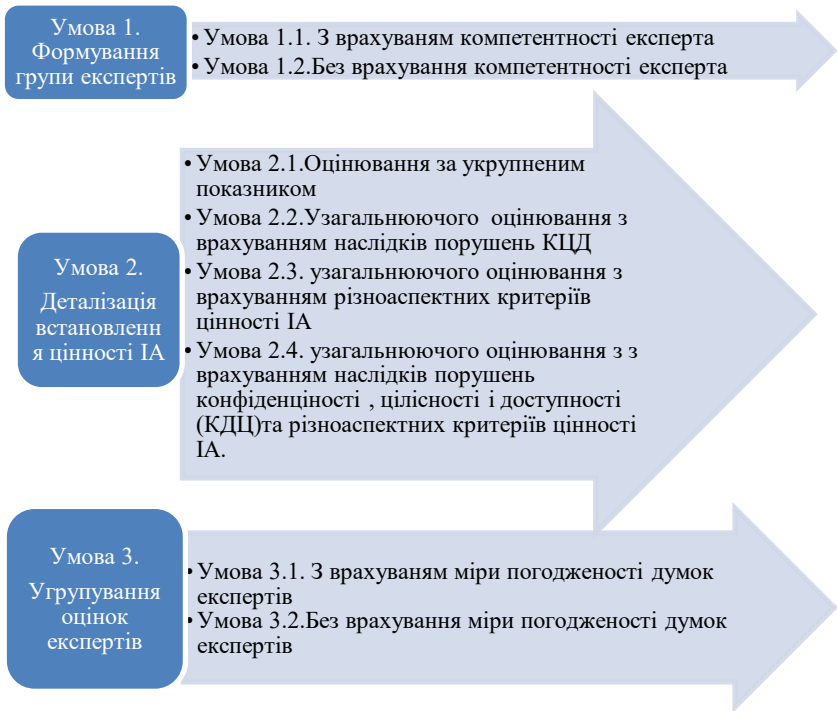 Умова 1.
Формування
групи експертів
• Умова 1.1. З врахуваням компетентності експерта
• Умова 1.2.Без врахування компетентності експерта
Умова 2.
Деталізація
встановленн
я цінності ІА
• Умова 2.1.Оцінювання за укрупненим
показником
• Умова 2.2.Узагальнюючого оцінювання з
врахуванням наслідків порушень КЦД
• Умова 2.3. узагальнюючого оцінювання з
врахуванням різноаспектних критеріїв
цінності ІА
• Умова 2.4. узагальнюючого оцінювання з з
врахуванням наслідків порушень
конфіденціності , цілісності і доступності
(КДЦ)та різноаспектних критеріїв цінності
ІА.
Умова 3.
Угрупування
оцінок
експертів
• Умова 3.1. З врахуваням міри погодженості думок
експертів
• Умова 3.2.Без врахування міри погодженості думок
експертів